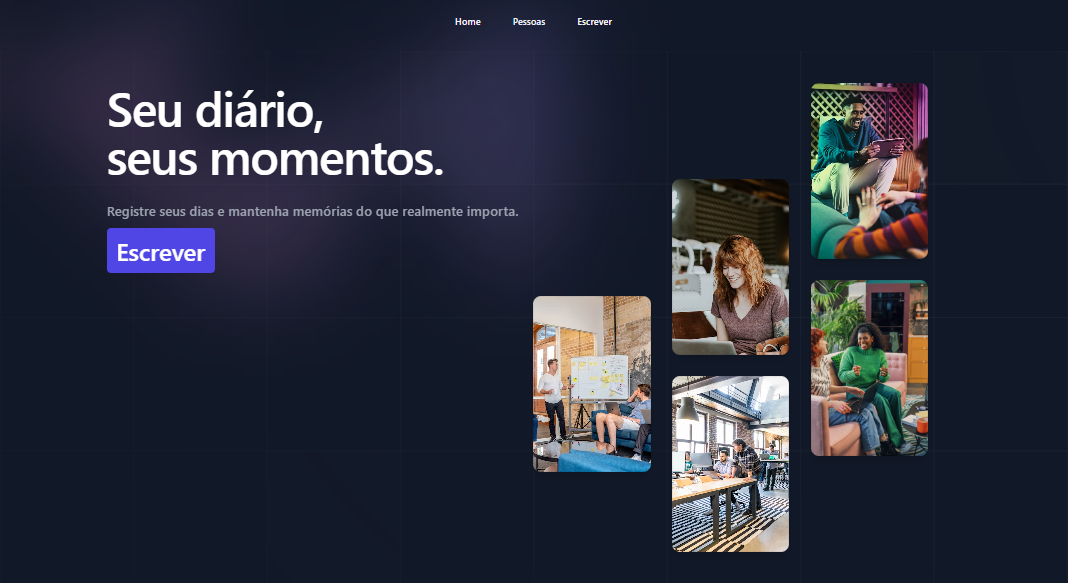 Home
Pessoas
Escrever
Seu diário,
seus momentos.
Registre seus dias e mantenha memórias do que realmente importa.
Escrever